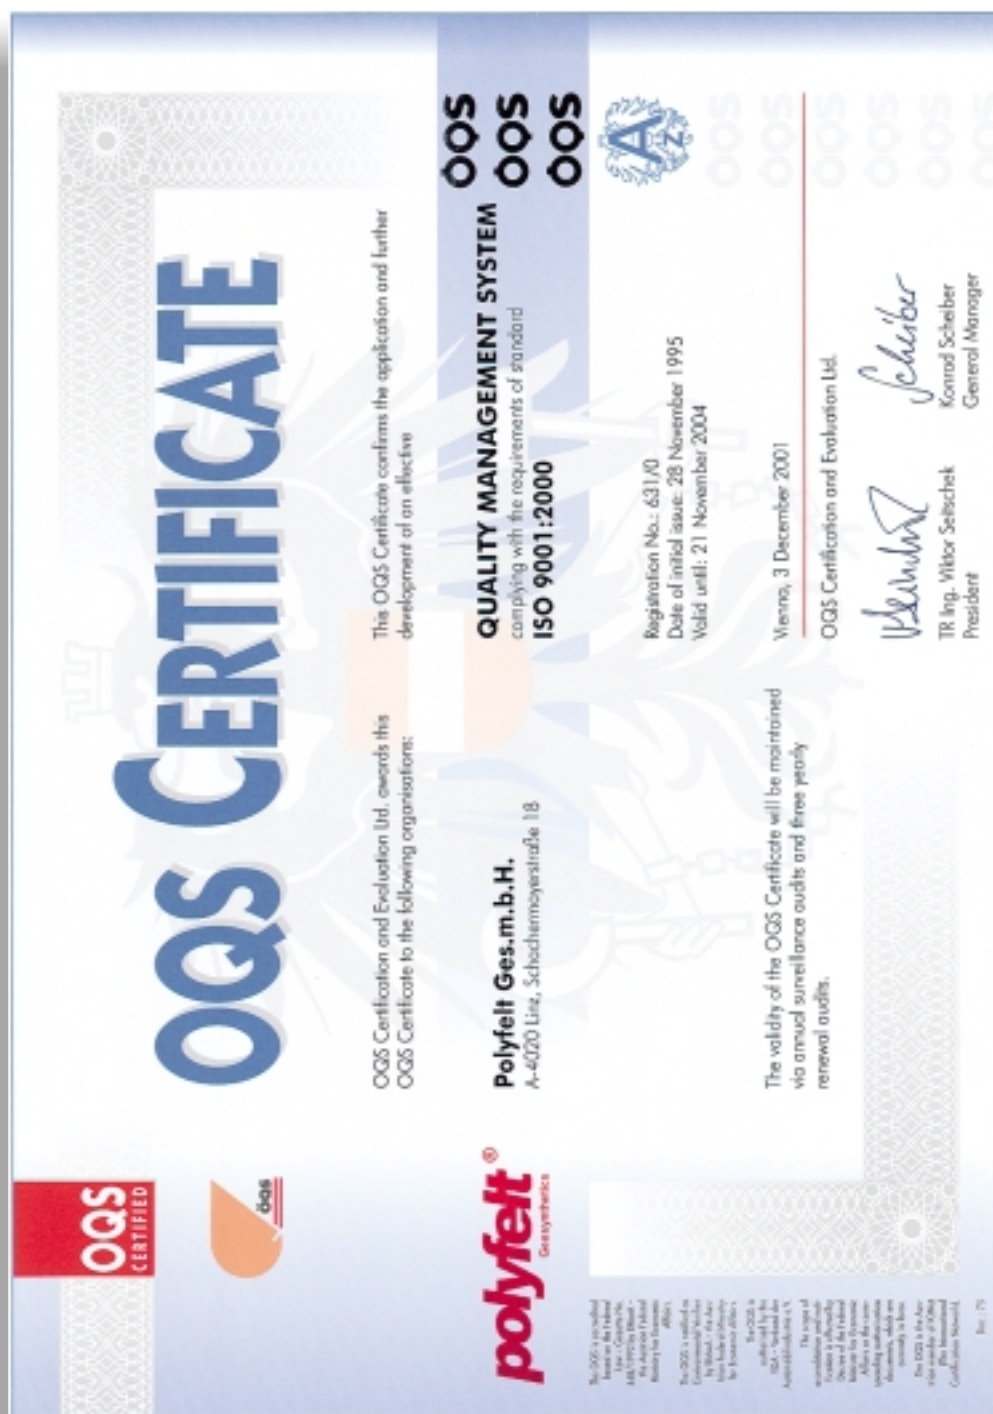 OQS
CERTIFIED
OQS CERTIFICATE
ÖQS
OQS Certification and Evaluation Ltd. awards this
OQS Certificate to the following organisations:
This OQS Certificate confirms the application and further
development of an effective
polyfelt®
Geosynthetics
Polyfelt Ges.m.b.H.
A-4020 Linz, Schachermayerstraße 18
QUALITY MANAGEMENT SYSTEM
complying with the requirements of standard
ISO 9001:2000
ÖQS
ÖQS
ÖQS
AZ
Registration No.: 631/0
Date of initial issue: 28 November 1995
Valid until: 21 November 2004
The validity of the OQS Certificate will be maintained
via annual surveillance audits and three yearly
renewal audits.
Vienna, 3 December 2001
OQS Certification and Evaluation Ltd.
Scheiber
TR Ing. Viktor Seitschek
President
Konrad Scheiber
General Manager